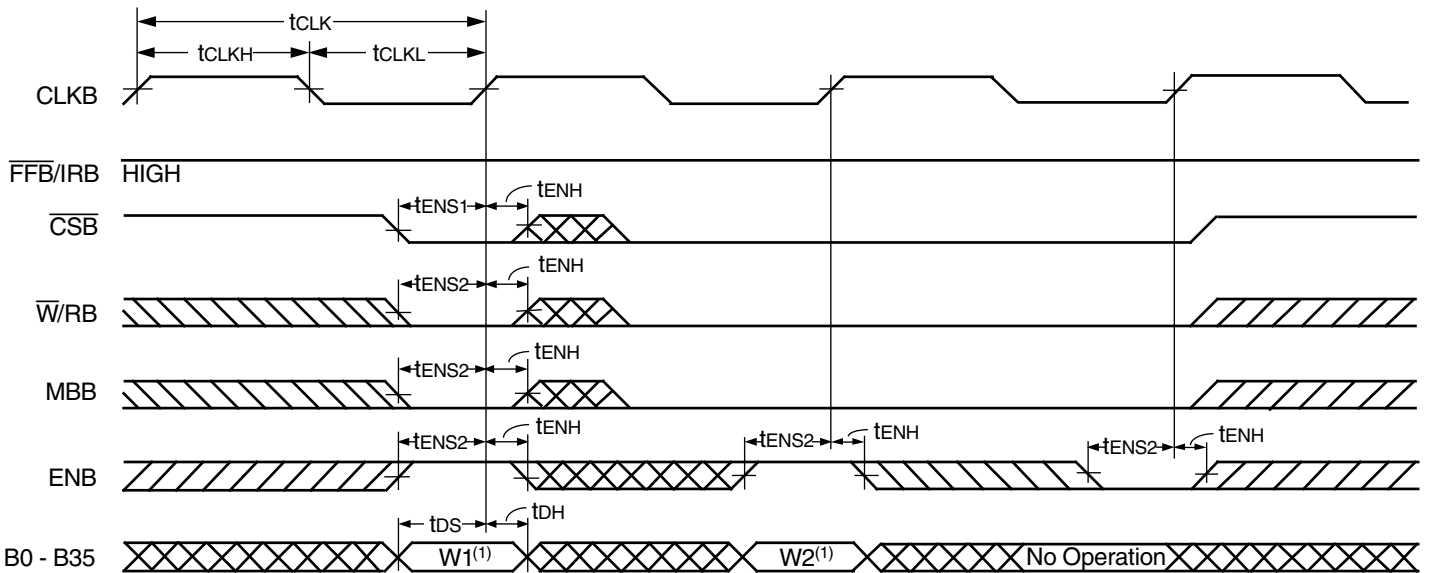 tCLK
tCLKH
tCLKL
CLKB
FFB/IRB HIGH
tENS1
tENH
CSB
tENS2
tENH
W/RB
tENS2
tENH
MBB
tENS2
tENH
tENS2
tENH
tENS2
tENH
ENB
tDS
tDH
B0 - B35
W1(1)
W2(1)
No Operation